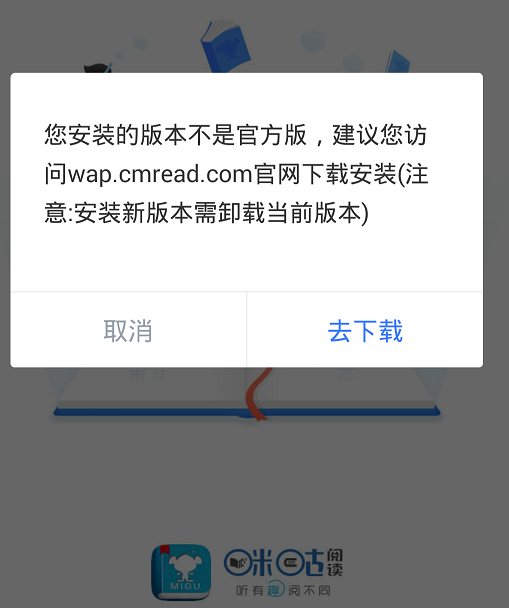 您安装的版本不是官方版，建议您访
问wap.cmread.com官网下载安装(注
意:安装新版本需卸载当前版本)
取消
去下载
MIGU
咪咕阅读
听有趣阅不同